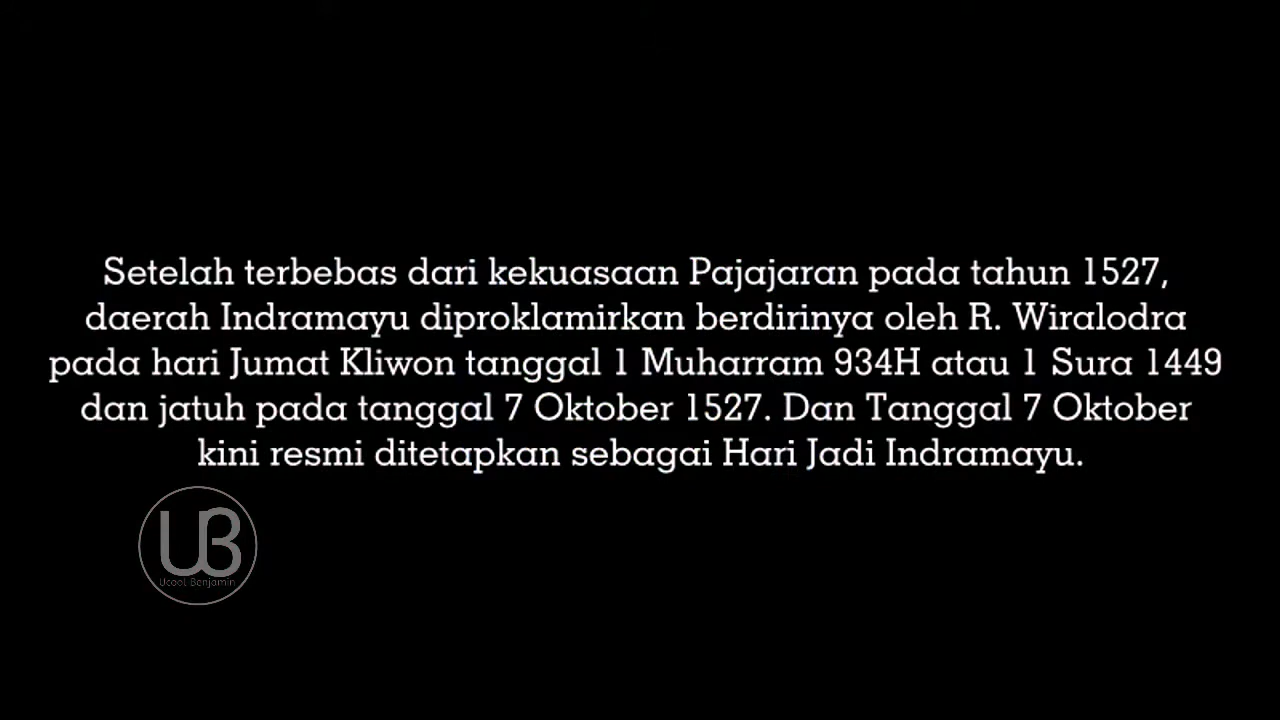 Setelah terbebas dari kekuasaan Pajajaran pada tahun 1527,
daerah Indramayu diproklamirkan berdirinya oleh R. Wiralodra
pada hari Jumat Kliwon tanggal 1 Muharram 934H atau 1 Sura 1449
dan jatuh pada tanggal 7 Oktober 1527. Dan Tanggal 7 Oktober
kini resmi ditetapkan sebagai Hari Jadi Indramayu.
UB
Ucool Benjamin